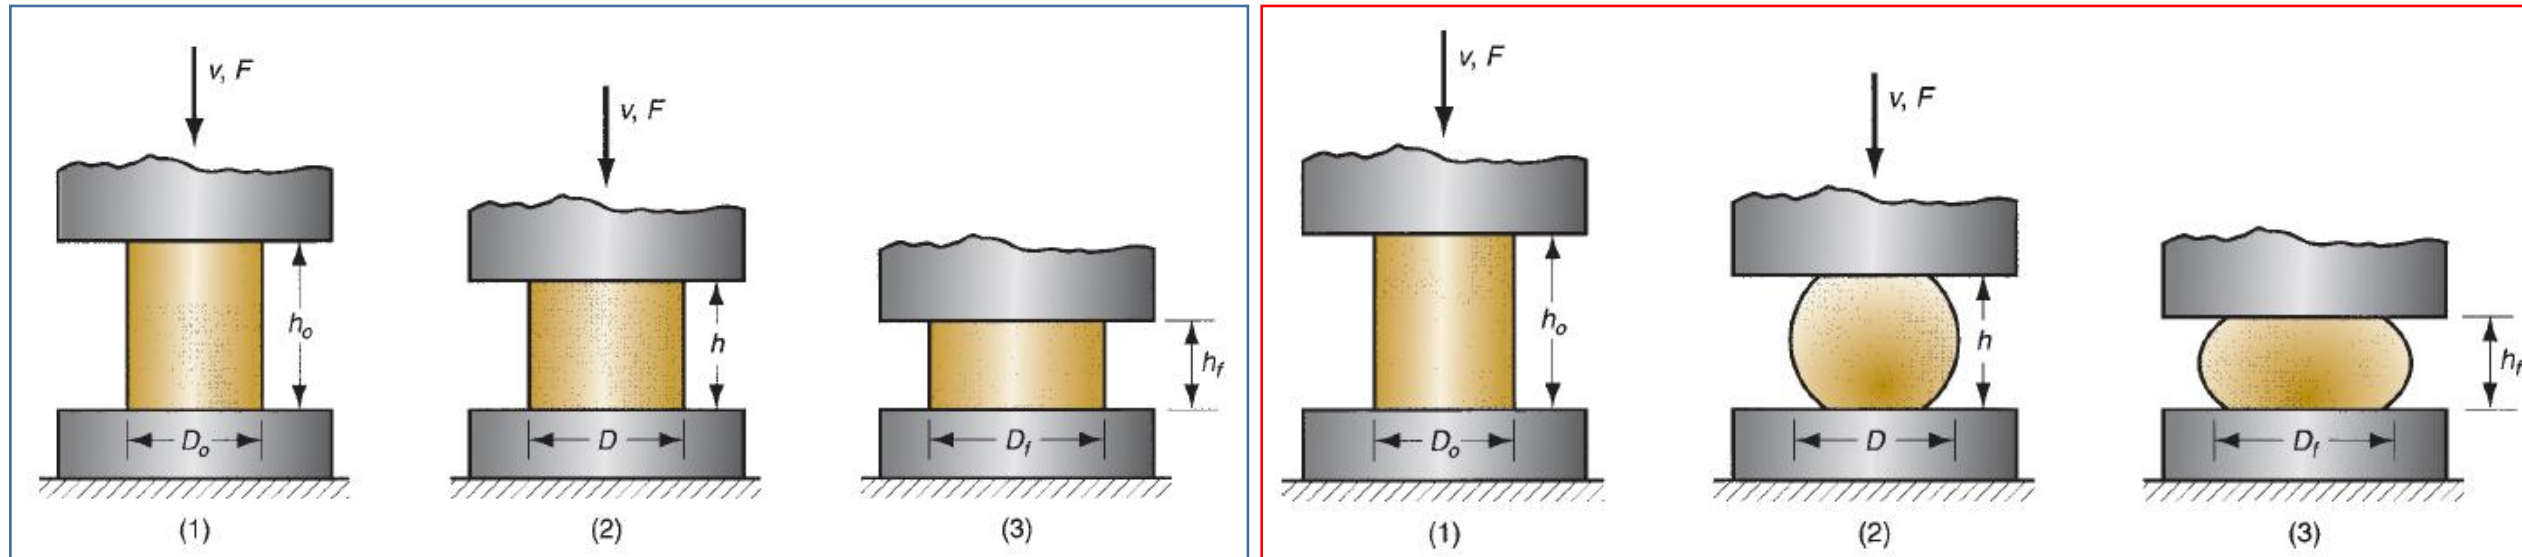 v, F
h₀
D₀
(1)
v, F
h
D
(2)
h_f
D_f
(3)
v, F
h₀
D₀
(1)
v, F
h
D
(2)
h_f
D_f
(3)